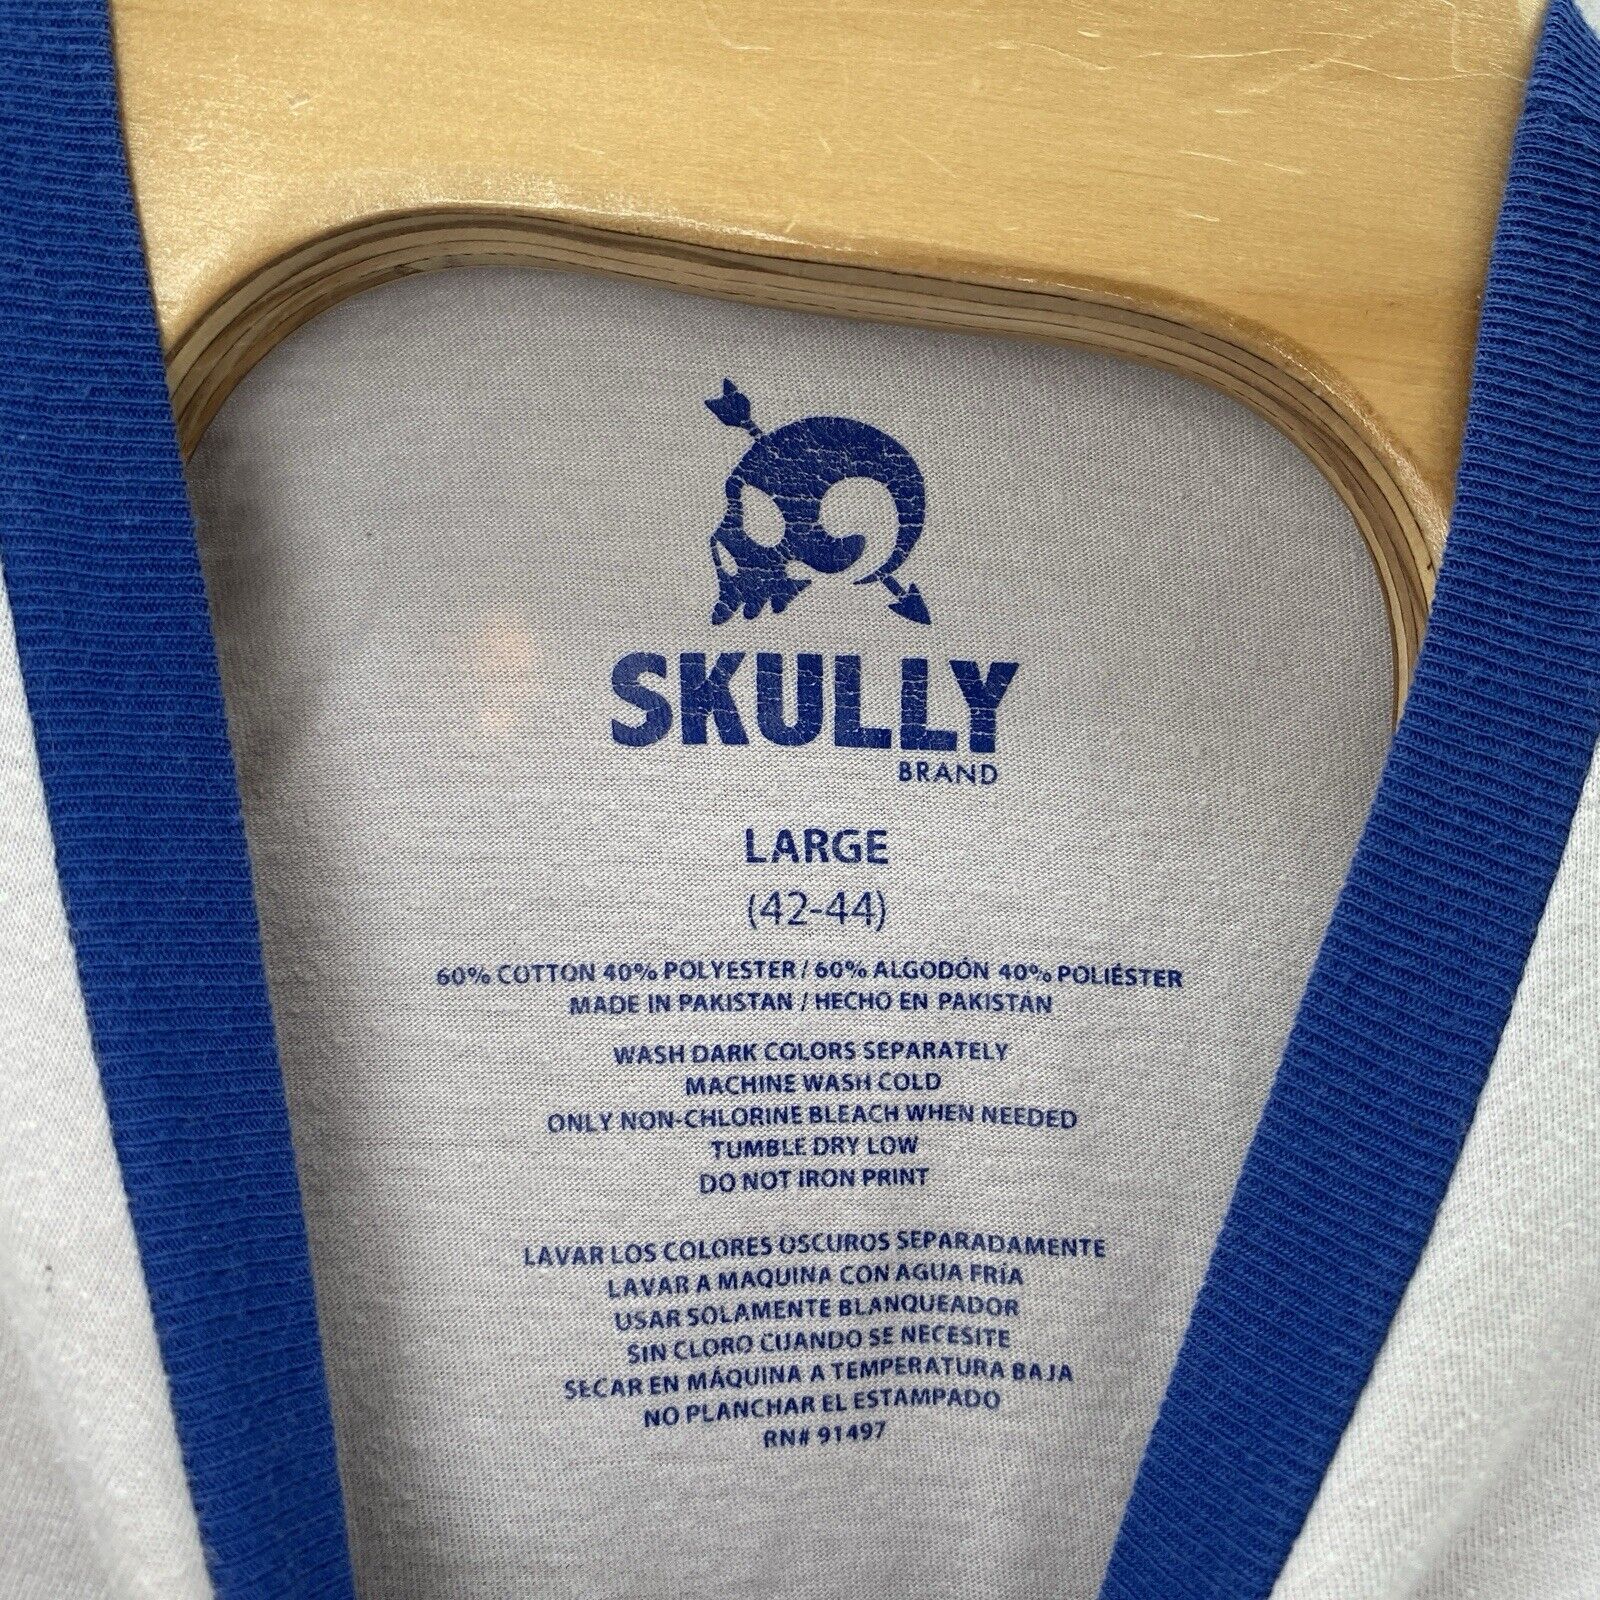 SKULLY
BRAND
LARGE
(42-44)
60% COTTON 40% POLYESTER / 60% ALGODÓN 40% POLIÉSTER
MADE IN PAKISTAN / HECHO EN PAKISTÁN
WASH DARK COLORS SEPARATELY
MACHINE WASH COLD
ONLY NON-CHLORINE BLEACH WHEN NEEDED
TUMBLE DRY LOW
DO NOT IRON PRINT
LAVAR LOS COLORES OSCUROS SEPARADAMENTE
LAVAR A MAQUINA CON AGUA FRÍA
USAR SOLAMENTE BLANQUEADOR
SIN CLORO CUANDO SE NECESITE
SECAR EN MÁQUINA A TEMPERATURA BAJA
NO PLANCHAR EL ESTAMPADO
RN# 91497